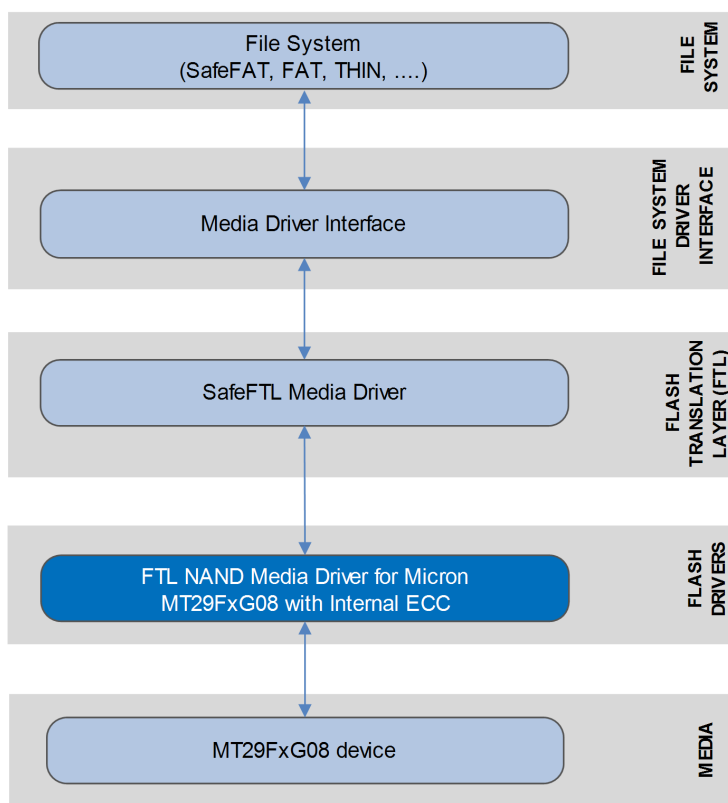 File System
(SafeFAT, FAT, THIN, ....)
FILE
SYSTEM
Media Driver Interface
FILE SYSTEM
DRIVER
INTERFACE
SafeFTL Media Driver
FLASH
TRANSLATION
LAYER (FTL)
FTL NAND Media Driver for Micron
MT29FxG08 with Internal ECC
FLASH
DRIVERS
MT29FxG08 device
MEDIA